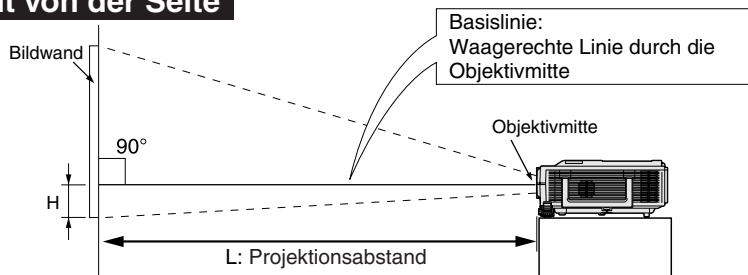 von der Seite
Basislinie:
Waagerechte Linie durch die
Objektivmitte
Bildwand
Objektivmitte
90°
H
L: Projektionsabstand